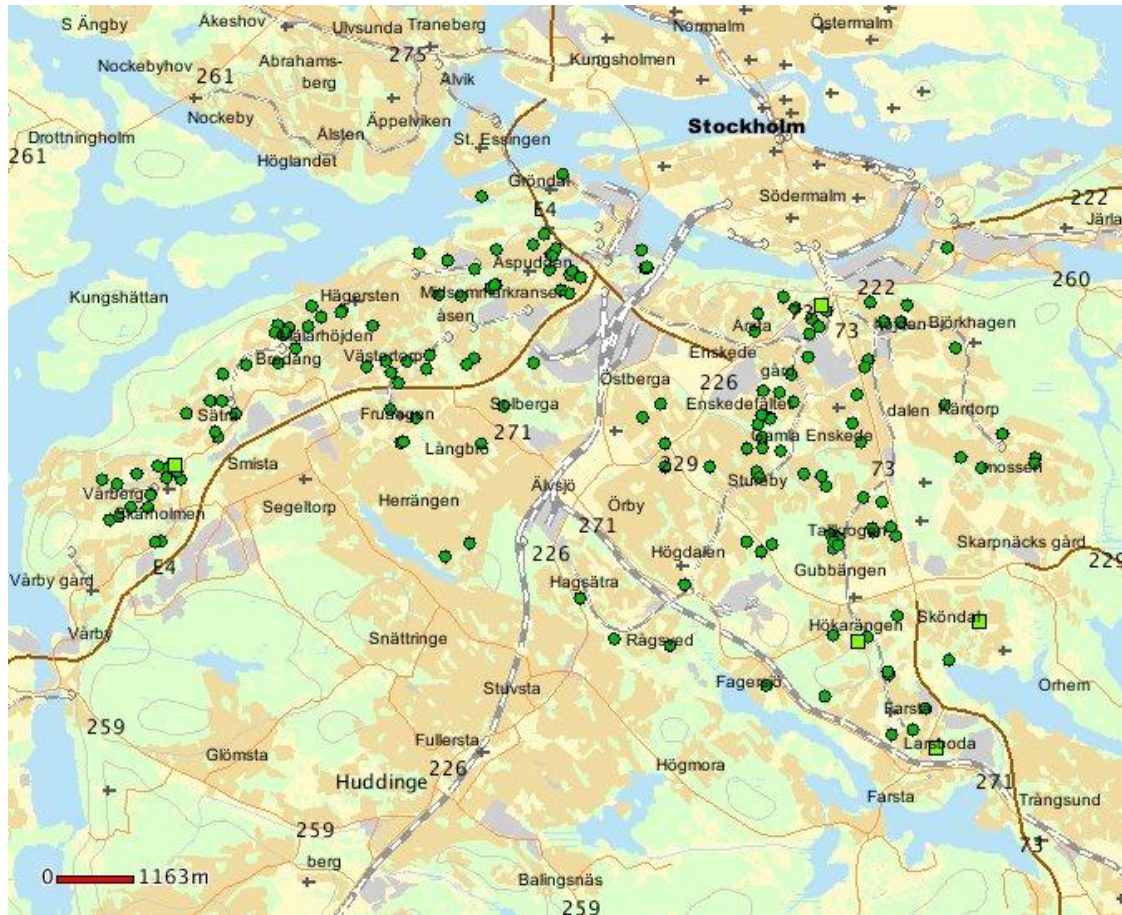 S Ängby
Åkeshov
Ulvsunda
Traneberg
Norrmalm
Östermalm
Nockebyhov
261
Abrahams-
berg
275
Alvik
Kungsholmen
Nockeby
Äppelviken
Ålsten
Drottningholm
261
Höglandet
St. Essingen
Stockholm
Gröndal
E4
Södermalm
222
Järla
Kungshättan
Aspudden
Hägersten
Midsommarkransen
åsen
260
222
Årsta
73
Björkhagen
Mälarhöjden
Bredäng
Västertorp
Enskede
gård
Östberga
226
Enskedefältet
Fruängen
Solberga
dalen
Kärrtorp
Sätra
Långbro
271
Gamla Enskede
Smista
229
73
Vårberg
Segeltorp
Herrängen
Älvsjö
Örby
Stureby
Skärholmen
271
Tallkrogen
Skarpnäcks gård
226
Högdalen
229
Vårby gård
E4
Gubbängen
Hagsätra
Vårby
Snättringe
Rågsved
Hökarängen
Sköndal
Stuvsta
Fagersjö
Orhem
259
Farsta
Fullersta
Larsboda
Glömsta
Huddinge
226
Högmora
271
Farsta
Trångsund
259
73
berg
0
1163m
Balingsnäs
259